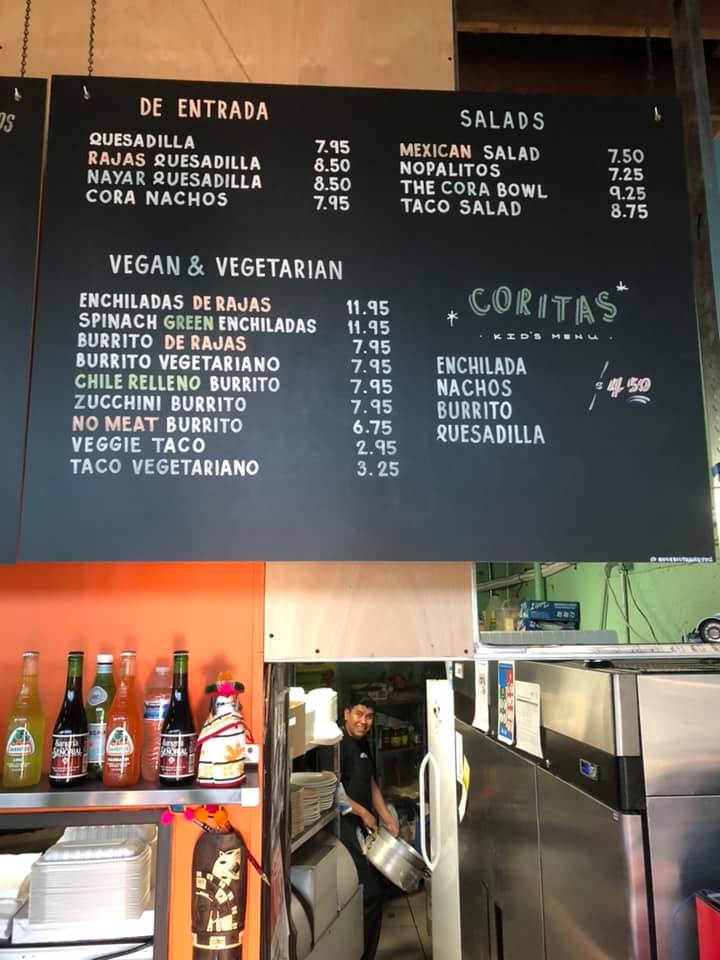 DE ENTRADA
QUESADILLA 7.95
RAJAS QUESADILLA 8.50
NAYAR QUESADILLA 8.50
CORA NACHOS 7.95
SALADS
MEXICAN SALAD 7.50
NOPALITOS 7.25
THE CORA BOWL 9.25
TACO SALAD 8.75
VEGAN & VEGETARIAN
ENCHILADAS DE RAJAS 11.95
SPINACH GREEN ENCHILADAS 11.95
BURRITO DE RAJAS 7.95
BURRITO VEGETARIANO 7.95
CHILE RELLENO BURRITO 7.95
ZUCCHINI BURRITO 7.95
NO MEAT BURRITO 6.75
VEGGIE TACO 2.95
TACO VEGETARIANO 3.25
CORITAS
KID'S MENU
ENCHILADA
NACHOS
BURRITO
QUESADILLA
$ 4.50
Sangria
SEÑORIAL
Sangria
SEÑORIAL